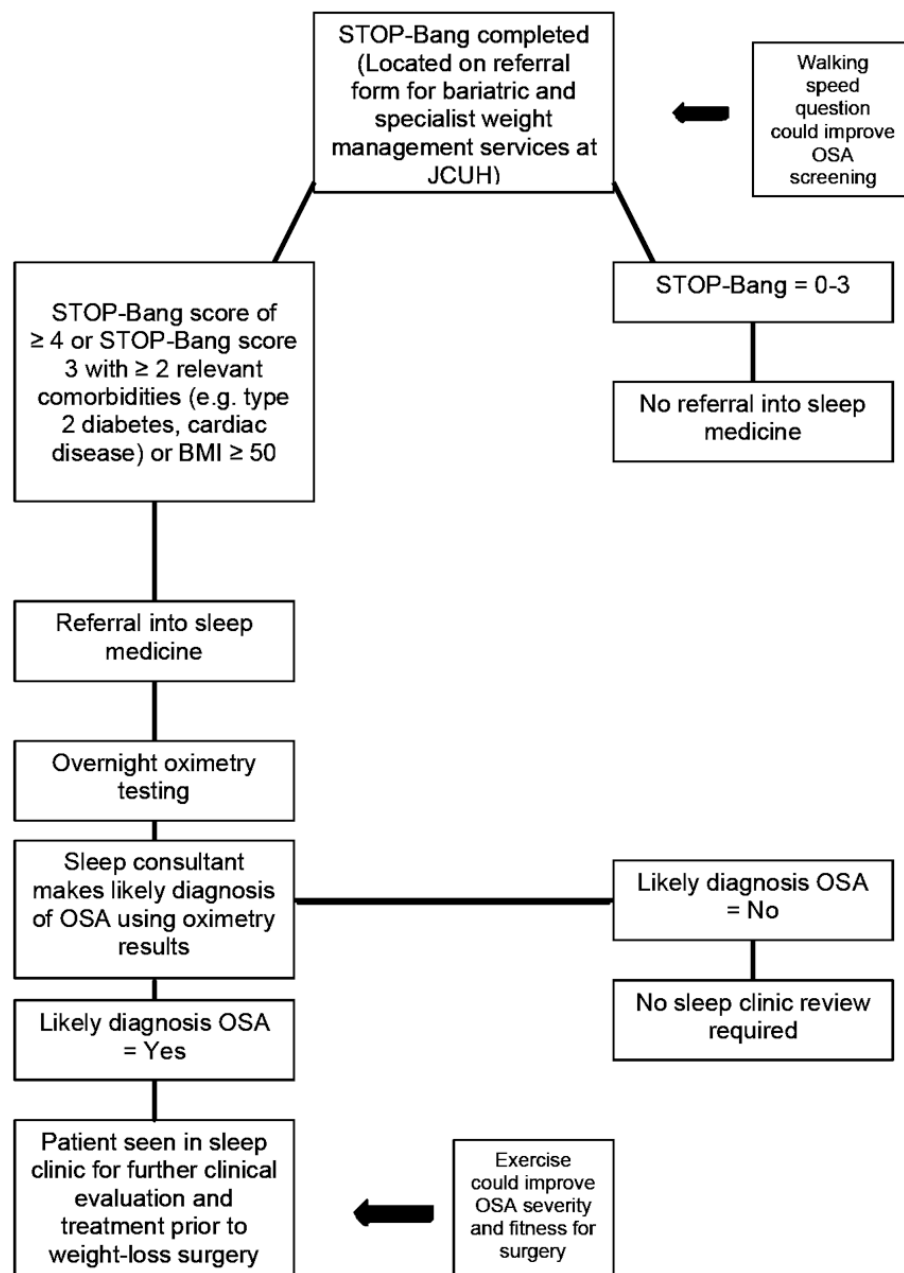 STOP-Bang completed
(Located on referral
form for bariatric and
specialist weight
management services at
JCUH)
Walking
speed
question
could improve
OSA
screening
STOP-Bang score of
≥ 4 or STOP-Bang score
3 with ≥ 2 relevant
comorbidities (e.g. type
2 diabetes, cardiac
disease) or BMI ≥ 50
STOP-Bang = 0-3
No referral into sleep
medicine
Referral into sleep
medicine
Overnight oximetry
testing
Sleep consultant
makes likely diagnosis
of OSA using oximetry
results
Likely diagnosis OSA
= No
No sleep clinic review
required
Likely diagnosis OSA
= Yes
Patient seen in sleep
clinic for further clinical
evaluation and
treatment prior to
weight-loss surgery
Exercise
could improve
OSA severity
and fitness for
surgery